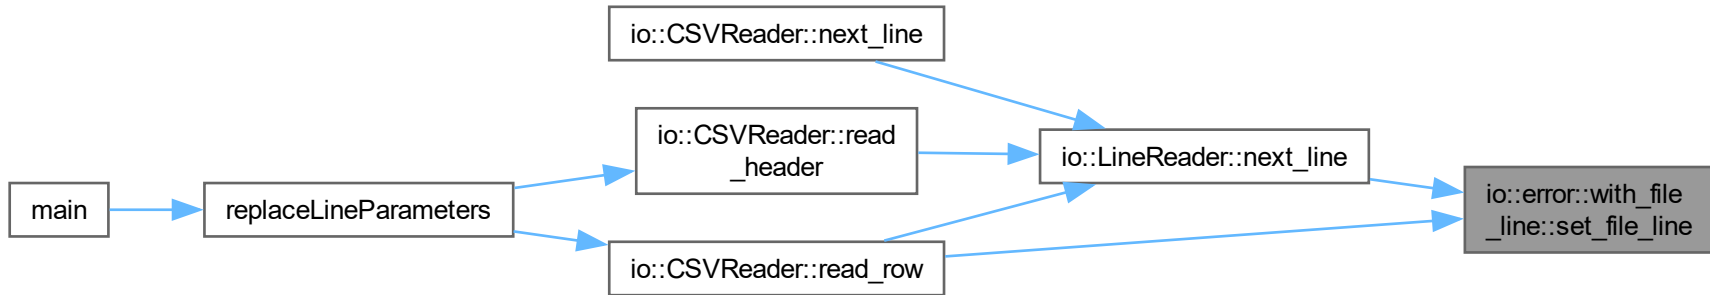 io::CSVReader::next_line
io::CSVReader::read
_header
io::LineReader::next_line
main
replaceLineParameters
io::error::with_file
_line::set_file_line
io::CSVReader::read_row